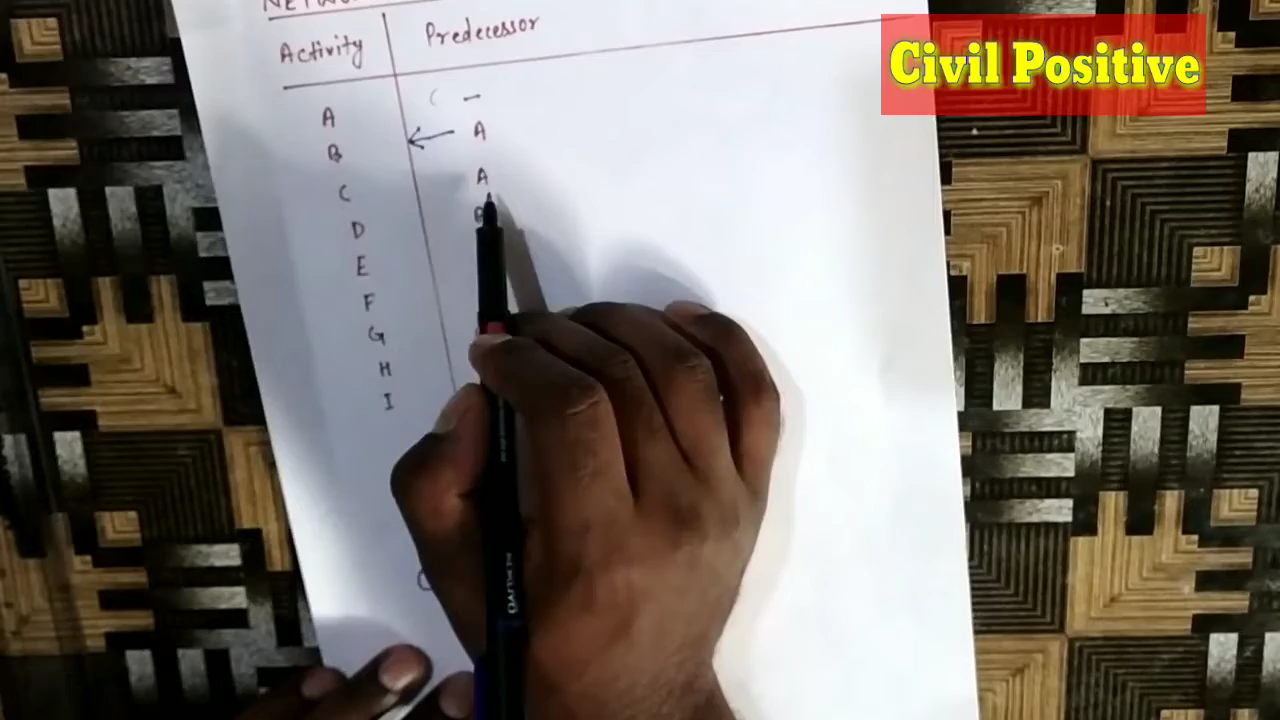 Civil Positive
Activity Predecessor
A -
B A
C A
D B
E
F
G
H
I